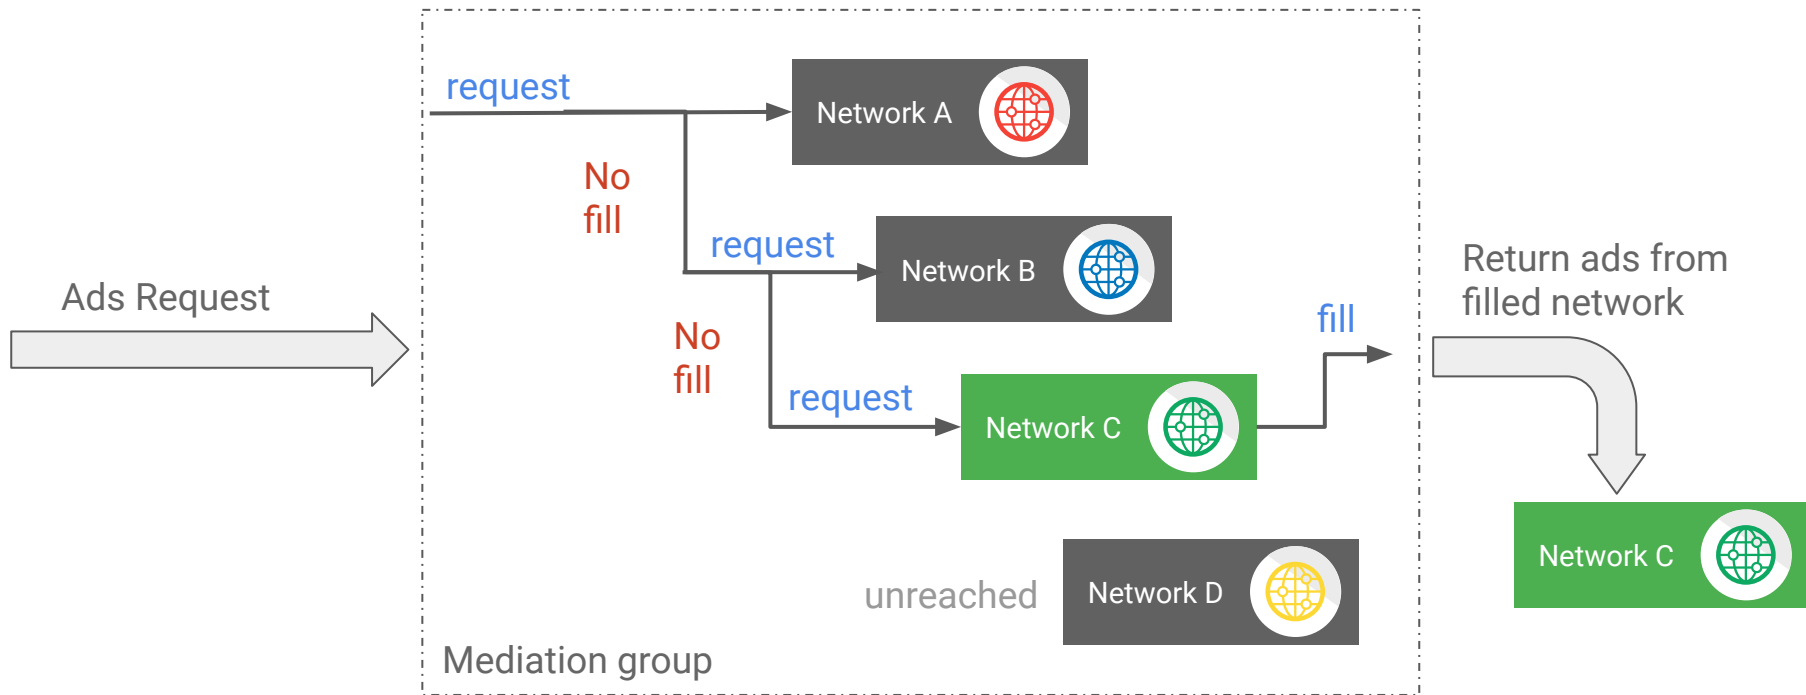 Ads Request
request
Network A
No
fill
request
Network B
No
fill
request
Network C
fill
unreached
Network D
Mediation group
Return ads from
filled network
Network C